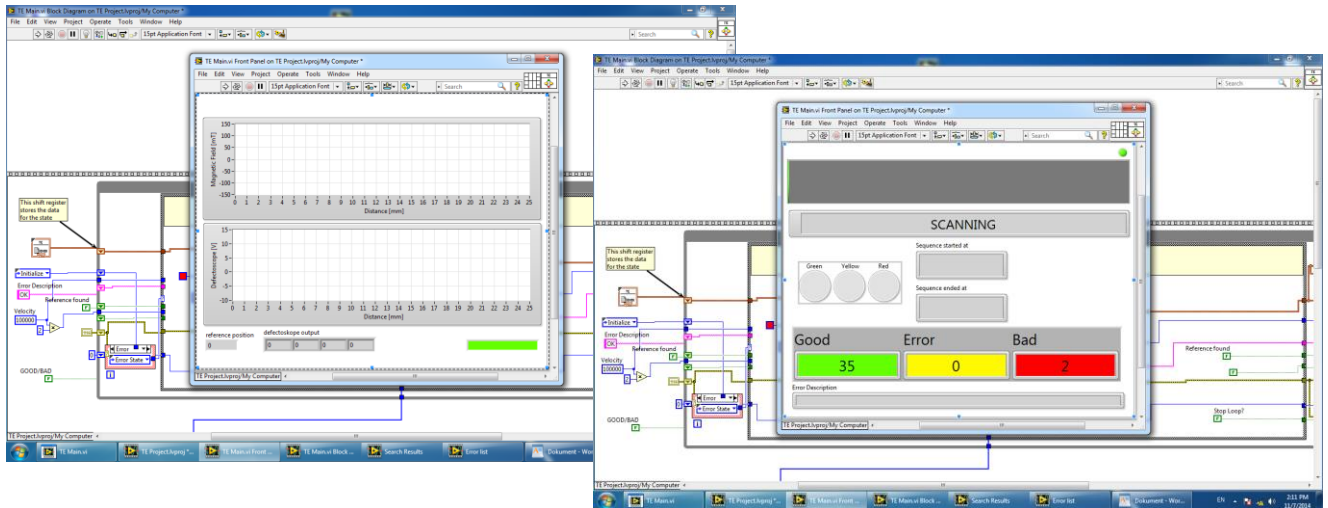 TE Main.vi Block Diagram on TE Project.lvproj/My Computer *
File Edit View Project Operate Tools Window Help
15pt Application Font
Search
TE Main.vi Front Panel on TE Project.lvproj/My Computer *
File Edit View Project Operate Tools Window Help
15pt Application Font
Search
Magnetic Field [mT]
150
100
50
0
-50
-100
-150
0 1 2 3 4 5 6 7 8 9 10 11 12 13 14 15 16 17 18 19 20 21 22 23 24 25
Distance [mm]
Defectoscope [V]
15
10
5
0
-5
-10
0 1 2 3 4 5 6 7 8 9 10 11 12 13 14 15 16 17 18 19 20 21 22 23 24 25
Distance [mm]
reference position
0
defectoskope output
0 0 0 0
TE Project.lvproj/My Computer
This shift register
stores the data
for the state
Initialize
Error Description
OK
Reference found
F
Velocity
100000
2
Error
Error State
0
GOOD/BAD
F
TE Project.lvproj/My Computer
TE Main.vi
TE Project.lvproj *...
TE Main.vi Front ...
TE Main.vi Block ...
Search Results
Error list
Dokument - Wor
TE Main.vi Block Diagram on TE Project.lvproj/My Computer *
File Edit View Project Operate Tools Window Help
15pt Application Font
Search
TE Main.vi Front Panel on TE Project.lvproj/My Computer *
File Edit View Project Operate Tools Window Help
15pt Application Font
Search
SCANNING
Sequence started at
Green Yellow Red
Sequence ended at
Good Error Bad
35 0 2
Error Description
TE Project.lvproj/My Computer
This shift register
stores the data
for the state
Initialize
Error Description
OK
Reference found
F
Velocity
100000
2
Error
Error State
0
GOOD/BAD
F
Reference found
F
Stop Loop?
F
TE Project.lvproj/My Computer
TE Main.vi
TE Project.lvproj *...
TE Main.vi Front ...
TE Main.vi Block ...
Search Results
Error list
Dokument - Wor...
EN
2:11 PM
11/7/2014